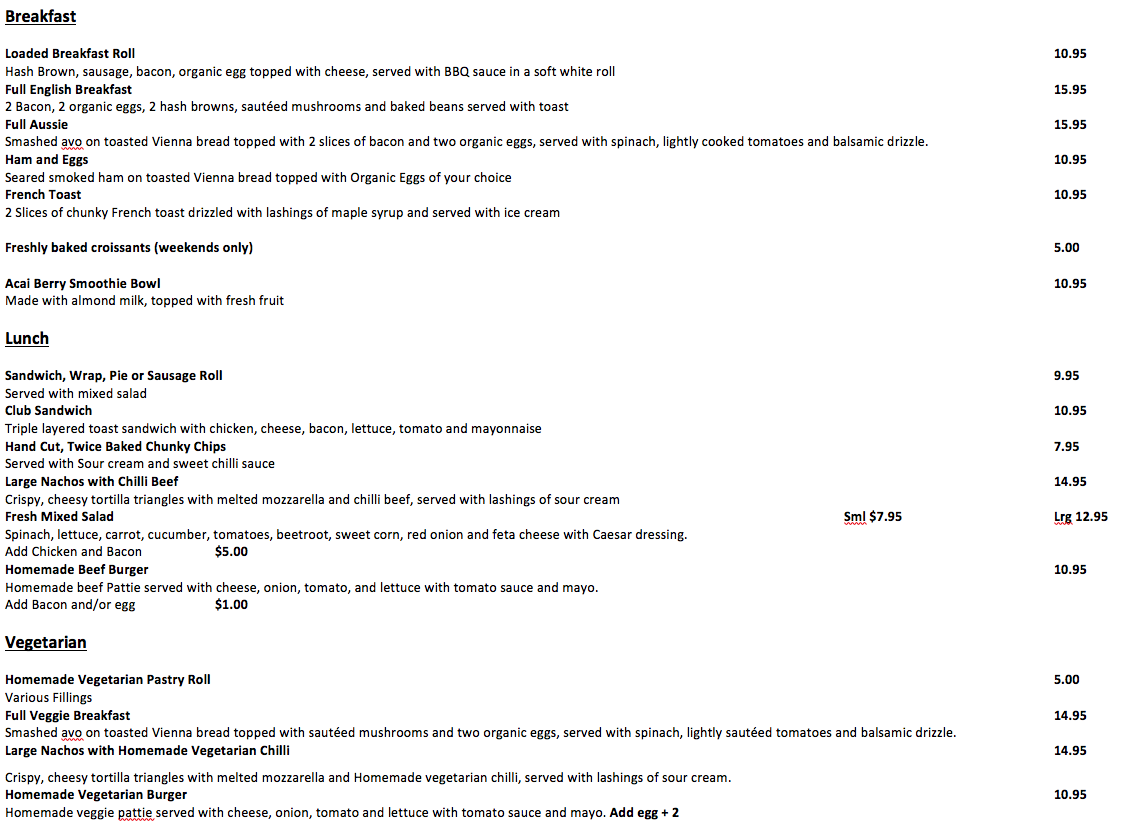 Breakfast
Loaded Breakfast Roll 10.95
Hash Brown, sausage, bacon, organic egg topped with cheese, served with BBQ sauce in a soft white roll
Full English Breakfast 15.95
2 Bacon, 2 organic eggs, 2 hash browns, sautéed mushrooms and baked beans served with toast
Full Aussie 15.95
Smashed avo on toasted Vienna bread topped with 2 slices of bacon and two organic eggs, served with spinach, lightly cooked tomatoes and balsamic drizzle.
Ham and Eggs 10.95
Seared smoked ham on toasted Vienna bread topped with Organic Eggs of your choice
French Toast 10.95
2 Slices of chunky French toast drizzled with lashings of maple syrup and served with ice cream
Freshly baked croissants (weekends only) 5.00
Acai Berry Smoothie Bowl 10.95
Made with almond milk, topped with fresh fruit
Lunch
Sandwich, Wrap, Pie or Sausage Roll 9.95
Served with mixed salad
Club Sandwich 10.95
Triple layered toast sandwich with chicken, cheese, bacon, lettuce, tomato and mayonnaise
Hand Cut, Twice Baked Chunky Chips 7.95
Served with Sour cream and sweet chilli sauce
Large Nachos with Chilli Beef 14.95
Crispy, cheesy tortilla triangles with melted mozzarella and chilli beef, served with lashings of sour cream
Fresh Mixed Salad Sml $7.95 Lrg 12.95
Spinach, lettuce, carrot, cucumber, tomatoes, beetroot, sweet corn, red onion and feta cheese with Caesar dressing.
Add Chicken and Bacon $5.00
Homemade Beef Burger 10.95
Homemade beef Pattie served with cheese, onion, tomato, and lettuce with tomato sauce and mayo.
Add Bacon and/or egg $1.00
Vegetarian
Homemade Vegetarian Pastry Roll 5.00
Various Fillings
Full Veggie Breakfast 14.95
Smashed avo on toasted Vienna bread topped with sautéed mushrooms and two organic eggs, served with spinach, lightly sautéed tomatoes and balsamic drizzle.
Large Nachos with Homemade Vegetarian Chilli 14.95
Crispy, cheesy tortilla triangles with melted mozzarella and Homemade vegetarian chilli, served with lashings of sour cream.
Homemade Vegetarian Burger 10.95
Homemade veggie pattie served with cheese, onion, tomato and lettuce with tomato sauce and mayo. Add egg + 2